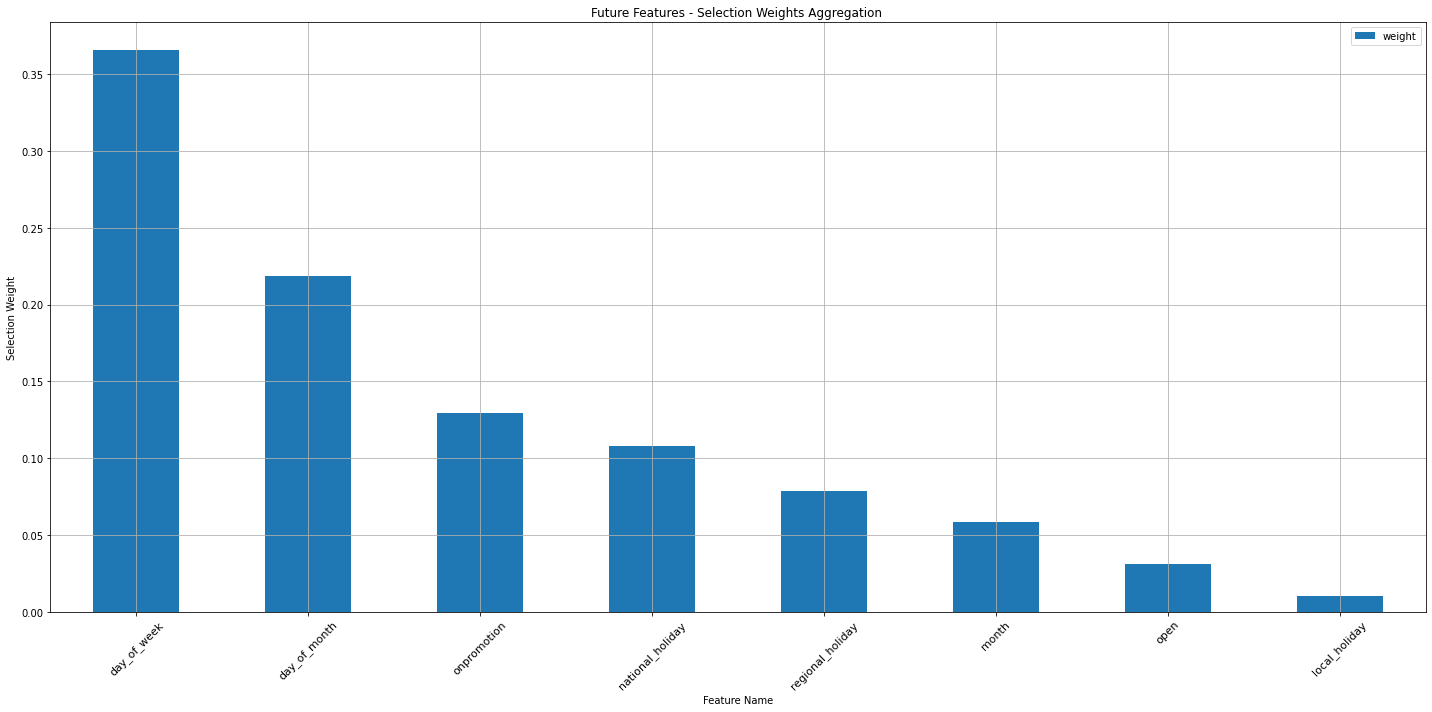 Future Features - Selection Weights Aggregation
weight
Selection Weight
0.35
0.30
0.25
0.20
0.15
0.10
0.05
0.00
day_of_week
day_of_month
onpromotion
national_holiday
regional_holiday
month
open
local_holiday
Feature Name